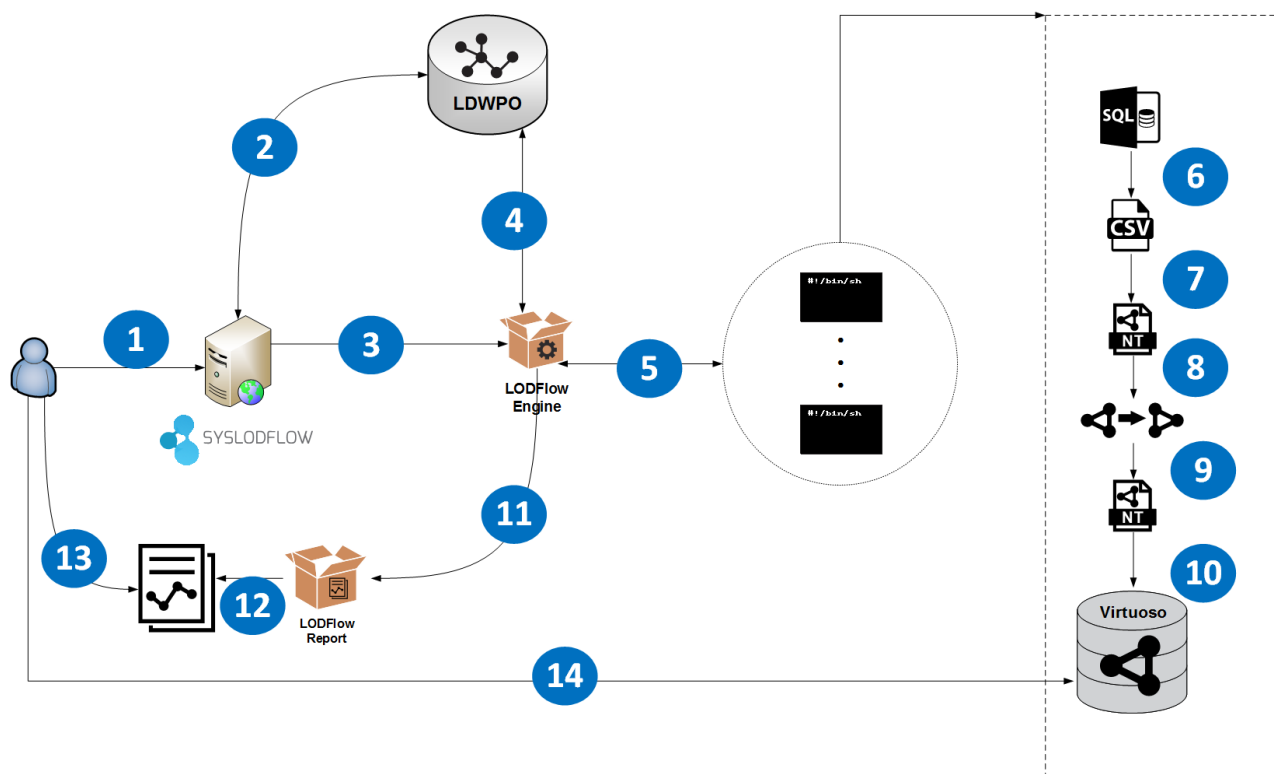 LDWPO
2
SQL
6
4
CSV
7
#!/bin/sh
1
3
NT
8
5
LODFlow
Engine
#!/bin/sh
SYSLODFLOW
9
11
NT
13
10
12
Virtuoso
LODFlow
Report
14